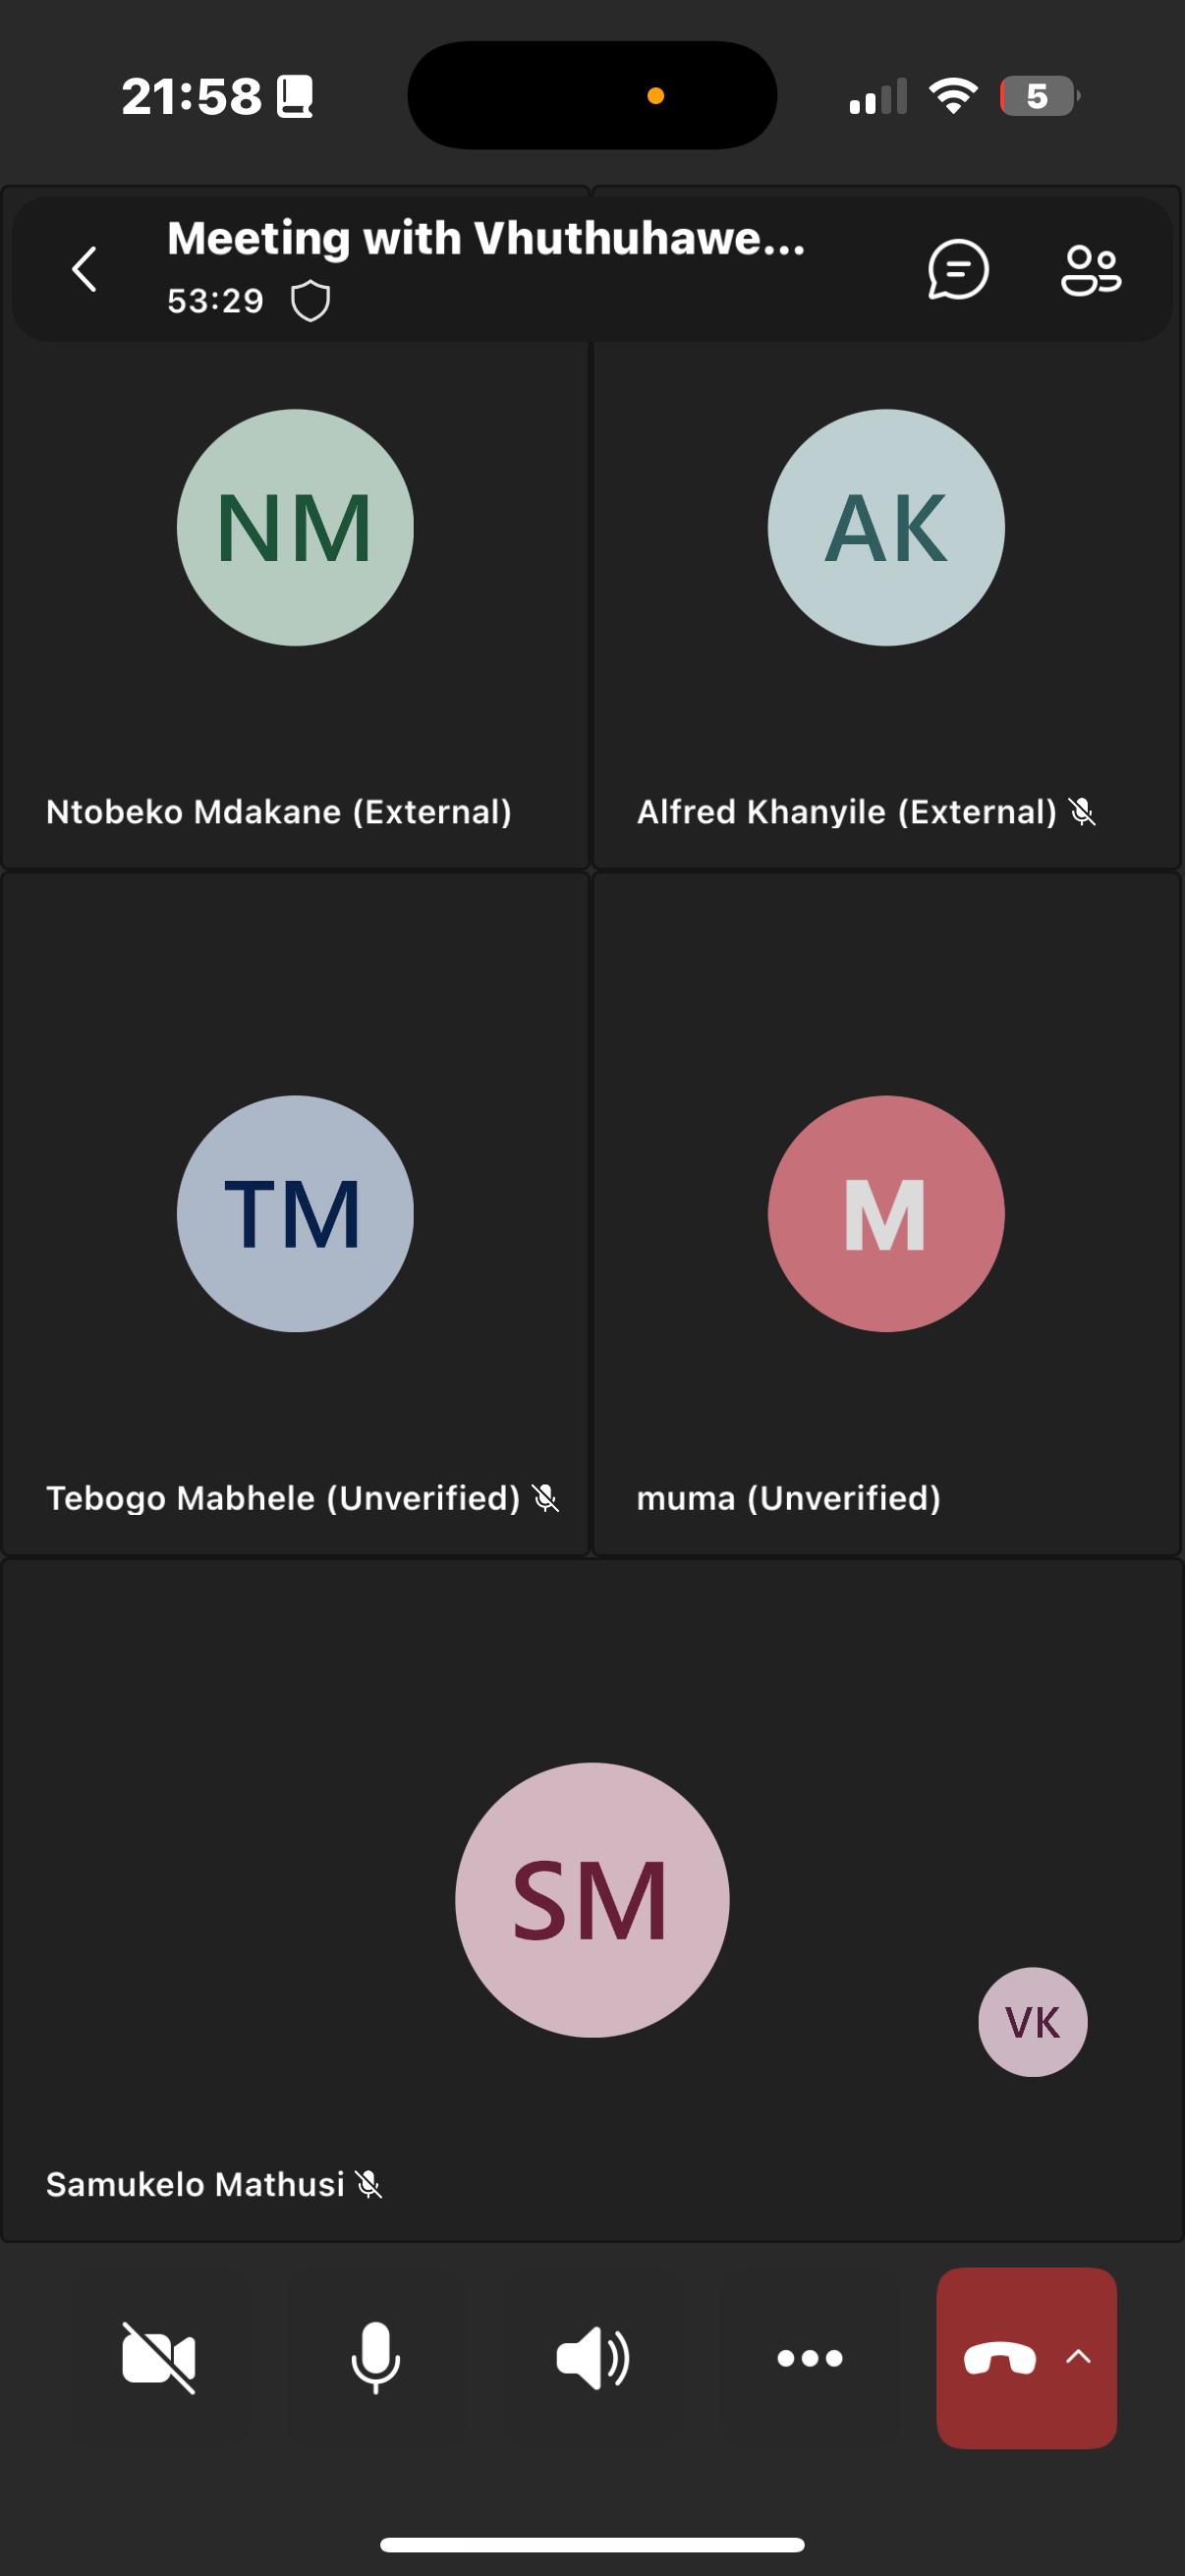 21:58
5
Meeting with Vhuthuhawe...
53:29
NM
AK
Ntobeko Mdakane (External)
Alfred Khanyile (External)
TM
M
Tebogo Mabhele (Unverified)
muma (Unverified)
SM
VK
Samukelo Mathusi